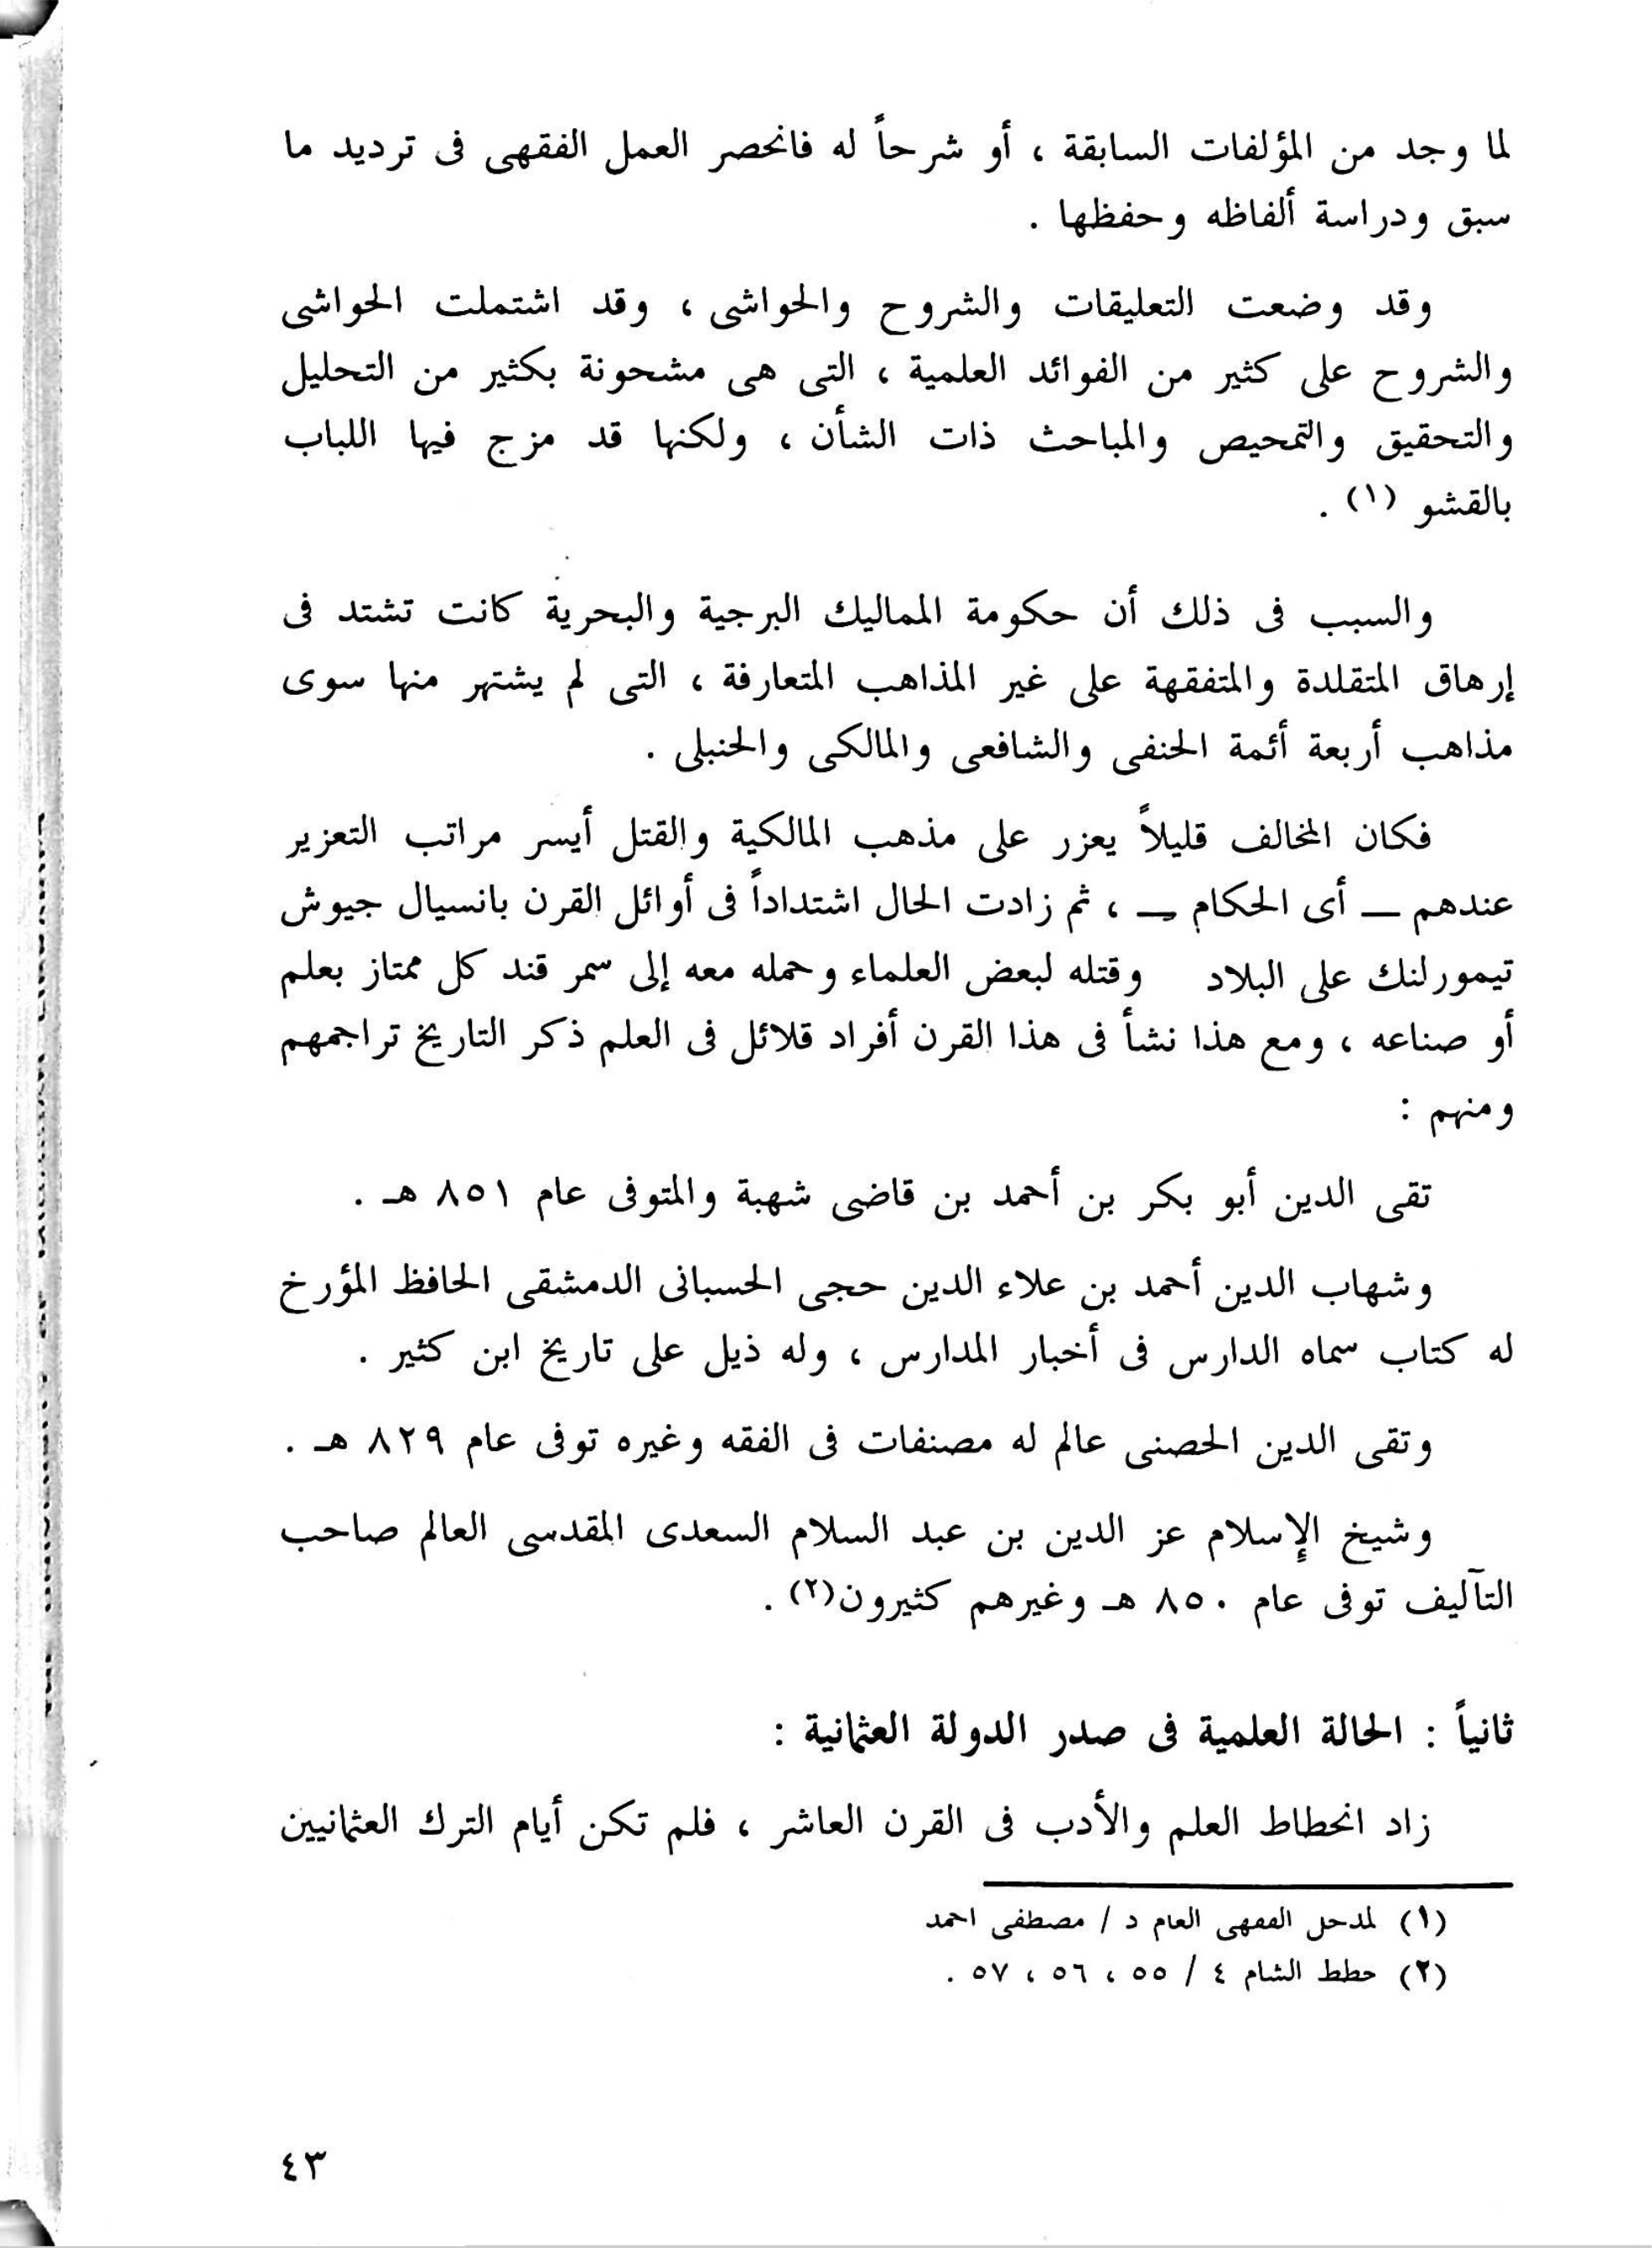 لما وجد من المؤلفات السابقة ، أو شرحاً له فانحصر العمل الفقهى فى ترديد ما
سبق ودراسة ألفاظه وحفظها .
وقد وضعت التعليقات والشروح والحواشى ، وقد اشتملت الحواشى
والشروح على كثير من الفوائد العلمية ، التى هى مشحونة بكثير من التحليل
والتحقيق والتمحيص والمباحث ذات الشأن ، ولكنها قد مزج فيها اللباب
بالقشو (١) .
والسبب فى ذلك أن حكومة المماليك البرجية والبحرية كانت تشتد فى
إرهاق المتقلدة والمتفقهة على غير المذاهب المتعارفة ، التى لم يشتهر منها سوى
مذاهب أربعة أئمة الحنفى والشافعى والمالكى والحنبلى .
فكان المخالف قليلاً يعزر على مذهب المالكية والقتل أيسر مراتب التعزير
عندهم — أى الحكام — ، ثم زادت الحال اشتداداً فى أوائل القرن بانسيال جيوش
تيمورلنك على البلاد وقتله لبعض العلماء وحمله معه إلى سمر قند كل ممتاز بعلم
أو صناعه ، ومع هذا نشأ فى هذا القرن أفراد قلائل فى العلم ذكر التاريخ تراجمهم
ومنهم :
تقى الدين أبو بكر بن أحمد بن قاضى شهبة والمتوفى عام ٨٥١ هـ .
وشهاب الدين أحمد بن علاء الدين حجى الحسبانى الدمشقى الحافظ المؤرخ
له كتاب سماه الدارس فى أخبار المدارس ، وله ذيل على تاريخ ابن كثير .
وتقى الدين الحصنى عالم له مصنفات فى الفقه وغيره توفى عام ٨٢٩ هـ .
وشيخ الإسلام عز الدين بن عبد السلام السعدى المقدسى العالم صاحب
التآليف توفى عام ٨٥٠ هـ وغيرهم كثيرون(٢) .
ثانياً : الحالة العلمية فى صدر الدولة العثمانية :
زاد انحطاط العلم والأدب فى القرن العاشر ، فلم تكن أيام الترك العثمانيين
(١) لمدحل الفقهى العام د / مصطفى احمد
(٢) حطط الشام ٤ / ٥٥ ، ٥٦ ، ٥٧ .
٤٣